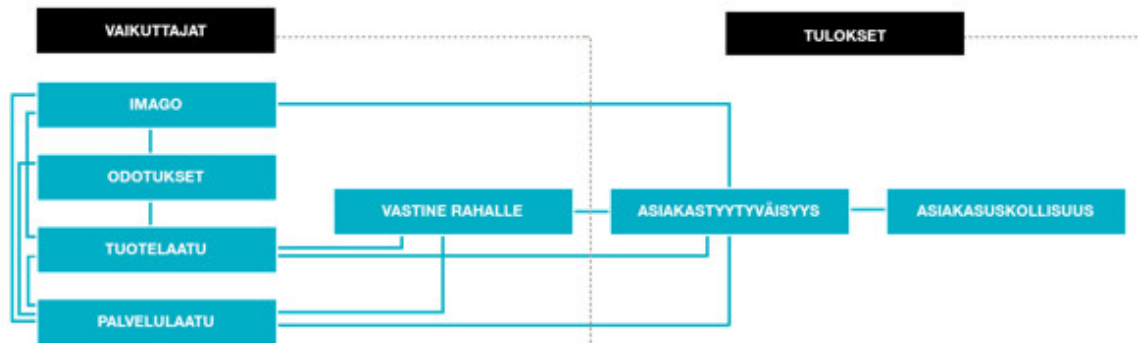 VAIKUTTAJAT
TULOKSET
IMAGO
ODOTUKSET
VASTINE RAHALLE
ASIAKASTYYTYVÄISYYS
ASIAKASUSKOLLISUUS
TUOTELAATU
PALVELULAATU